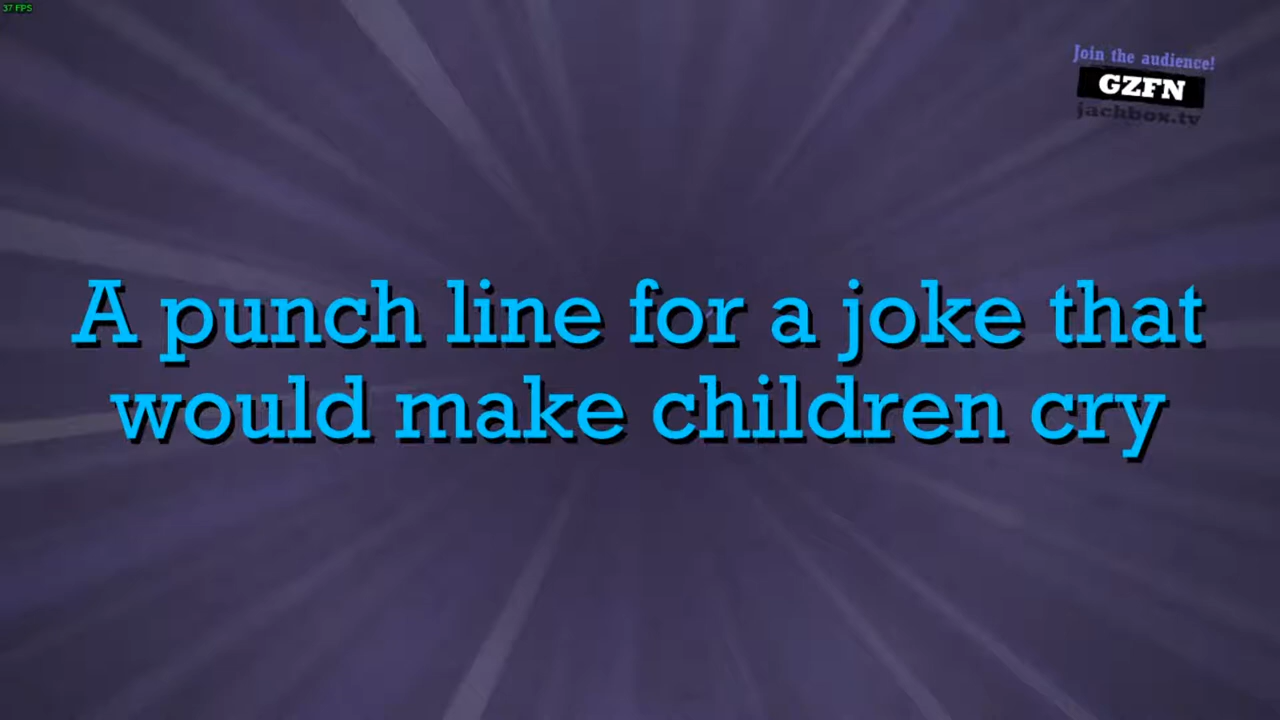 37 FPS
Join the audience!
GZFN
jackbox.tv
A punch line for a joke that
would make children cry